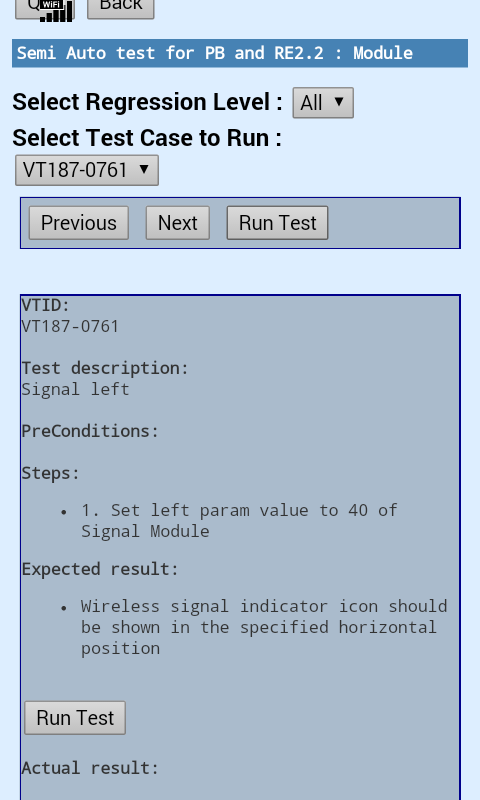 WiFi
Back
Semi Auto test for PB and RE2.2 : Module
Select Regression Level : All
Select Test Case to Run :
VT187-0761
Previous Next Run Test
VTID:
VT187-0761
Test description:
Signal left
PreConditions:
Steps:
1. Set left param value to 40 of
Signal Module
Expected result:
Wireless signal indicator icon should
be shown in the specified horizontal
position
Run Test
Actual result: